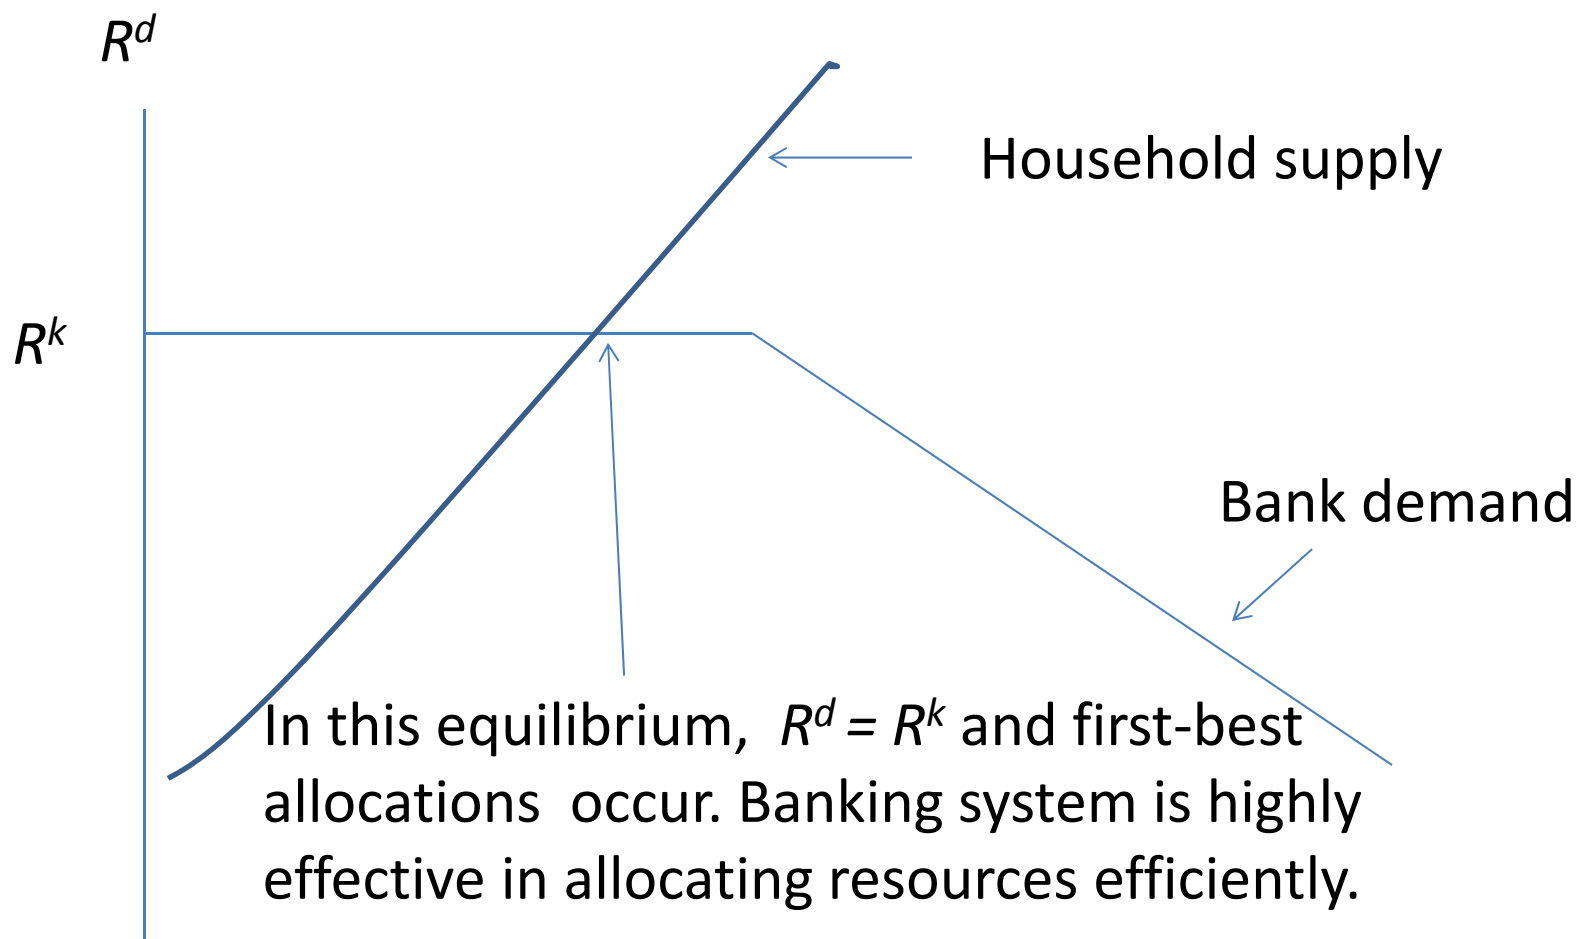 R^d
Household supply
R^k
Bank demand
In this equilibrium,  R^d = R^k and first-best
allocations  occur. Banking system is highly
effective in allocating resources efficiently.